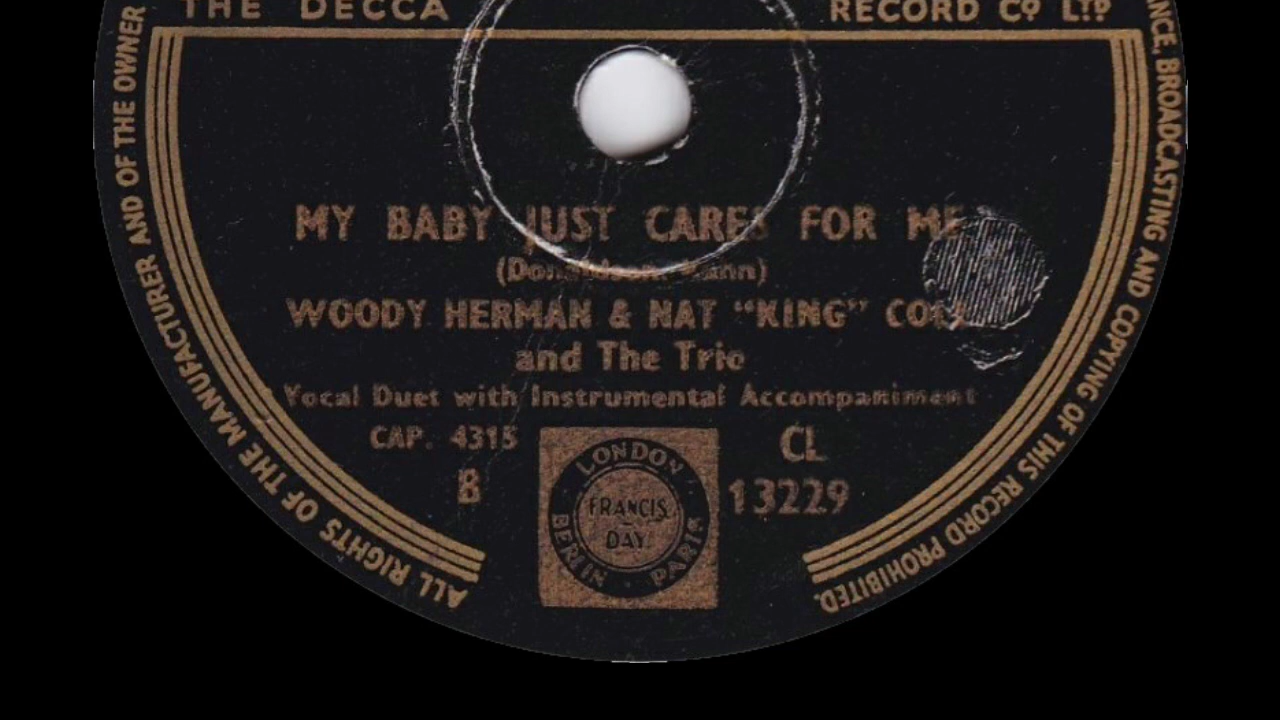 THE DECCA RECORD Cº LTD
MY BABY JUST CARES FOR ME
(Donaldson, Kahn)
WOODY HERMAN & NAT “KING” COLE
and The Trio
Vocal Duet with Instrumental Accompaniment
CAP. 4315
CL
B
13229
LONDON
FRANCIS
DAY
BERLIN · PARIS
ALL RIGHTS OF THE MANUFACTURER AND OF THE OWNER
BROADCASTING AND COPYING OF THIS RECORD PROHIBITED.